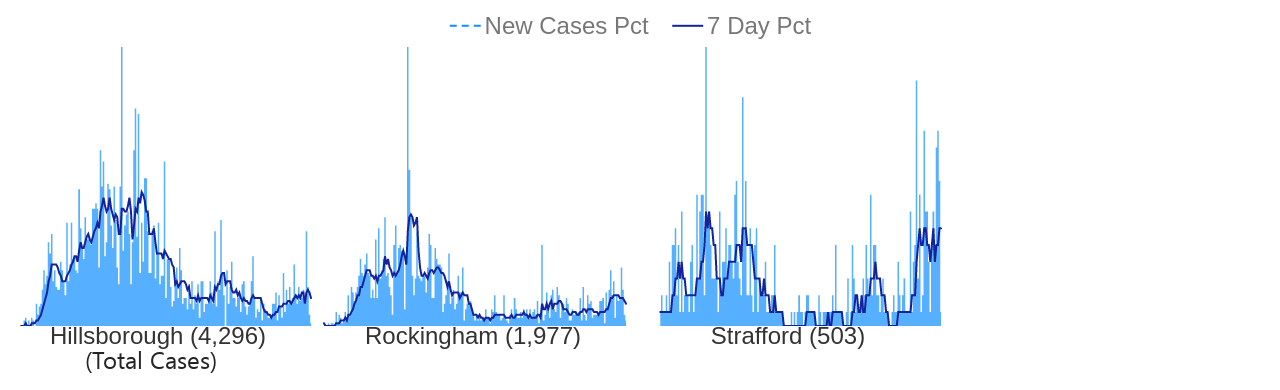 New Cases Pct 7 Day Pct
Hillsborough (4,296) Rockingham (1,977) Strafford (503)
(Total Cases)